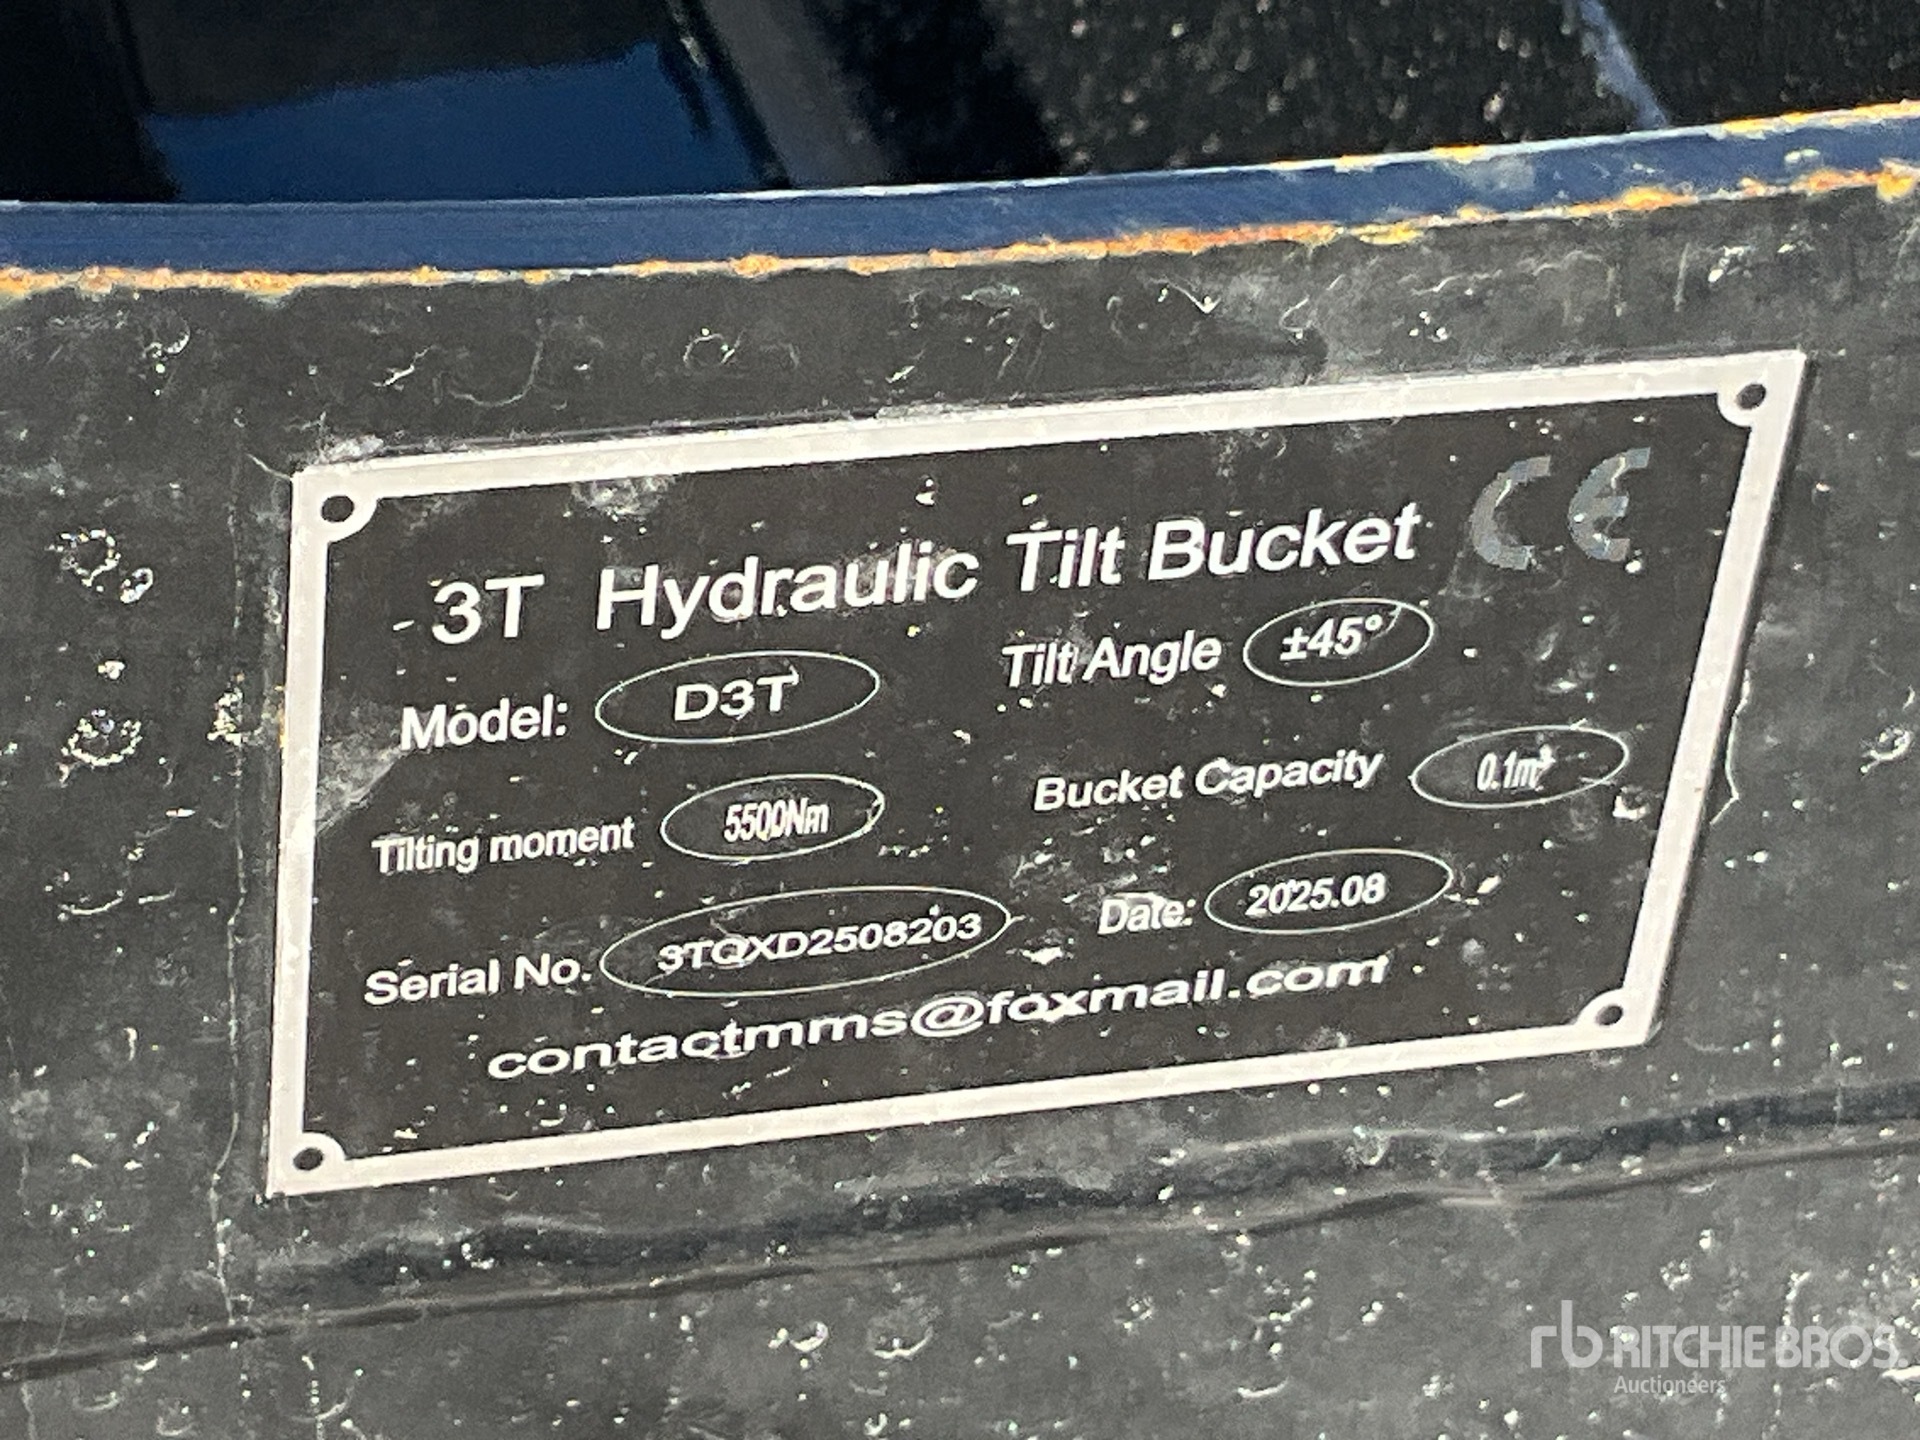 3T Hydraulic Tilt Bucket CE
Model: D3T Tilt Angle ±45°
Tilting moment 5500Nm Bucket Capacity 0.1m³
Serial No. 3TQXD2508203 Date: 2025.08
contactmms@foxmail.com
rb RITCHIE BROS.
Auctioneers